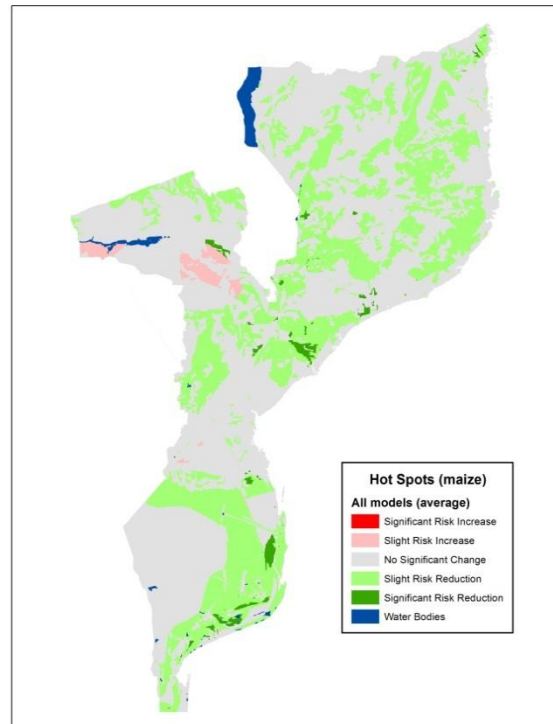 Hot Spots (maize)
All models (average)
Significant Risk Increase
Slight Risk Increase
No Significant Change
Slight Risk Reduction
Significant Risk Reduction
Water Bodies